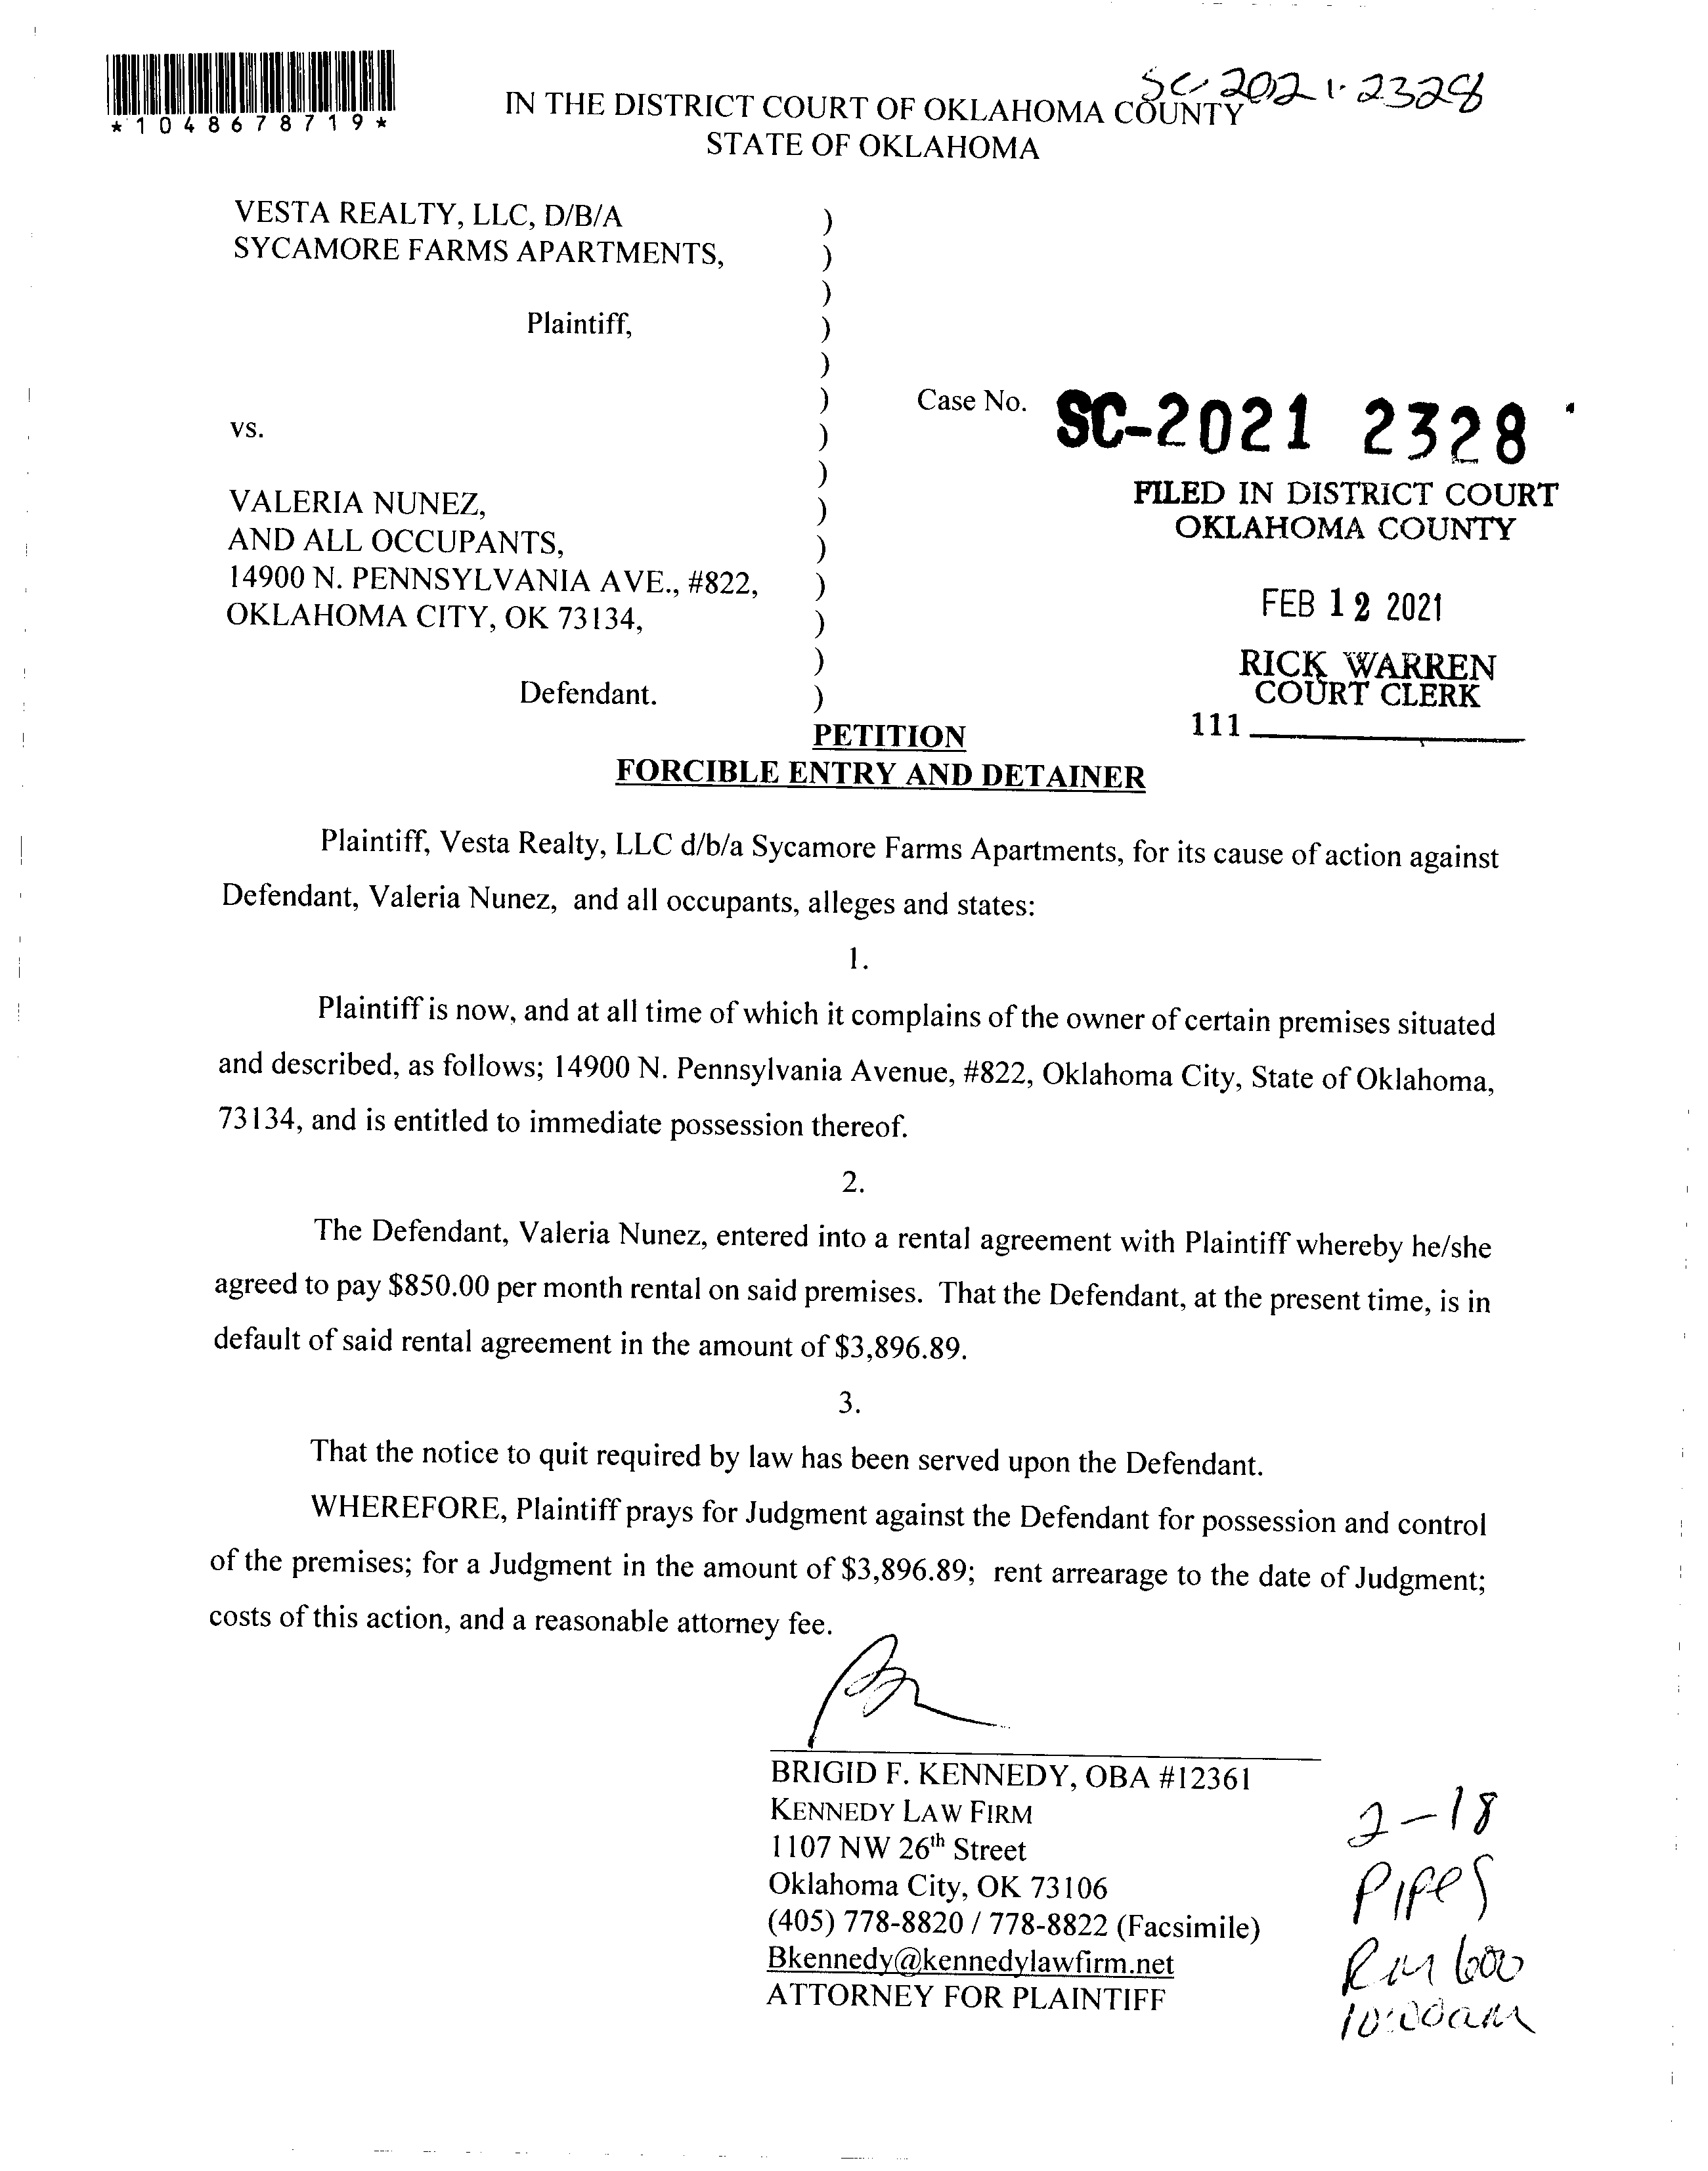 SC-2021-2328
*1048678719*
IN THE DISTRICT COURT OF OKLAHOMA COUNTY
STATE OF OKLAHOMA
VESTA REALTY, LLC, D/B/A )
SYCAMORE FARMS APARTMENTS, )
)
Plaintiff, )
)
) Case No. SC-2021 2328
vs. )
)
VALERIA NUNEZ, )
AND ALL OCCUPANTS, )
14900 N. PENNSYLVANIA AVE., #822, )
OKLAHOMA CITY, OK 73134, )
)
Defendant. )
FILED IN DISTRICT COURT
OKLAHOMA COUNTY
FEB 12 2021
RICK WARREN
COURT CLERK
111
PETITION
FORCIBLE ENTRY AND DETAINER
Plaintiff, Vesta Realty, LLC d/b/a Sycamore Farms Apartments, for its cause of action against
Defendant, Valeria Nunez, and all occupants, alleges and states:
1.
Plaintiff is now, and at all time of which it complains of the owner of certain premises situated
and described, as follows; 14900 N. Pennsylvania Avenue, #822, Oklahoma City, State of Oklahoma,
73134, and is entitled to immediate possession thereof.
2.
The Defendant, Valeria Nunez, entered into a rental agreement with Plaintiff whereby he/she
agreed to pay $850.00 per month rental on said premises. That the Defendant, at the present time, is in
default of said rental agreement in the amount of $3,896.89.
3.
That the notice to quit required by law has been served upon the Defendant.
WHEREFORE, Plaintiff prays for Judgment against the Defendant for possession and control
of the premises; for a Judgment in the amount of $3,896.89; rent arrearage to the date of Judgment;
costs of this action, and a reasonable attorney fee.
BRIGID F. KENNEDY, OBA #12361
KENNEDY LAW FIRM
1107 NW 26th Street
Oklahoma City, OK 73106
(405) 778-8820 / 778-8822 (Facsimile)
Bkennedy@kennedylawfirm.net
ATTORNEY FOR PLAINTIFF
2-18
PIPES
RM 600
10:00am